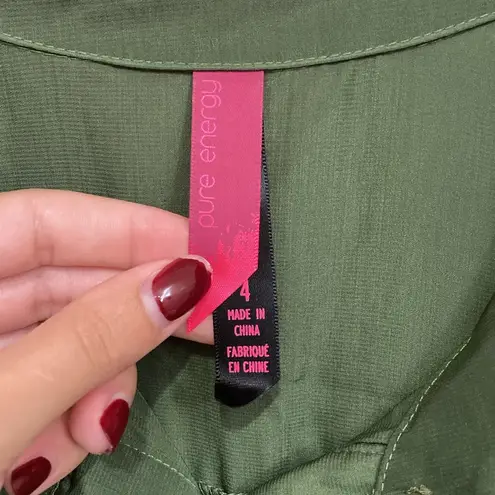 pure energy
4
MADE IN
CHINA
FABRIQUÉ
EN CHINE